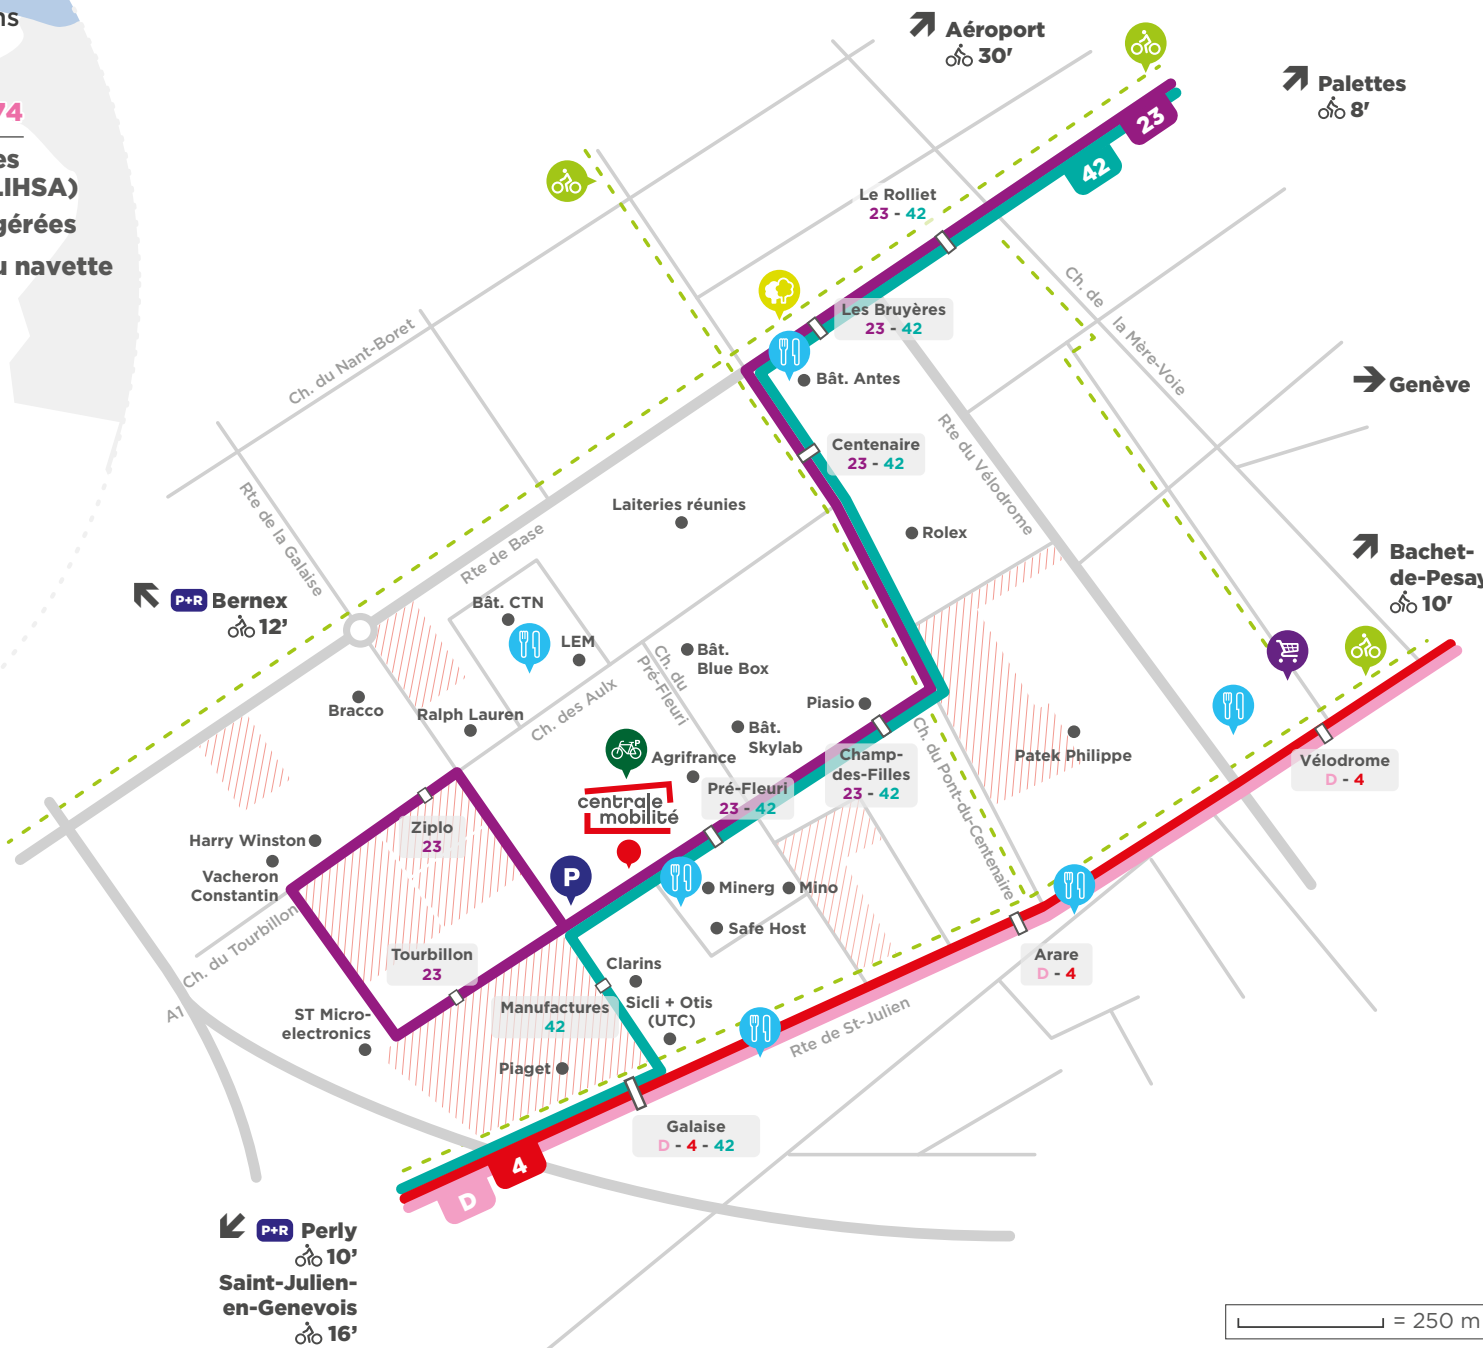 ns
74
es
LIHSA)
gérées
u navette
Aéroport
30'
Palettes
8'
23
42
Le Rolliet
23 - 42
Ch. de
la Mère-Voie
Les Bruyères
23 - 42
Bât. Antes
Genève
Ch. du Nant-Boret
Centenaire
23 - 42
Rte du Vélodrome
Rte de la Galaise
Laiteries réunies
Rolex
Rte de Base
Bachet-
de-Pesay
10'
P+R Bernex
12’
Bât. CTN
LEM
Bât.
Blue Box
Ch. du
Pré-Fleuri
Ch. des Aulx
Bracco
Ralph Lauren
Piasio
Bât.
Skylab
Agrifrance
Champ-
des-Filles
23 - 42
Ch. du Pont-du-Centenaire
Patek Philippe
Vélodrome
D - 4
P
centrale
mobilité
Pré-Fleuri
23 - 42
Ziplo
23
Harry Winston
Vacheron
Constantin
P
Minerg
Mino
Safe Host
Ch. du Tourbillon
Tourbillon
23
Clarins
Arare
D - 4
A1
ST Micro-
electronics
Manufactures
42
Sicli + Otis
(UTC)
Rte de St-Julien
Piaget
Galaise
D - 4 - 42
4
D
P+R Perly
10’
Saint-Julien-
en-Genevois
16’
= 250 m